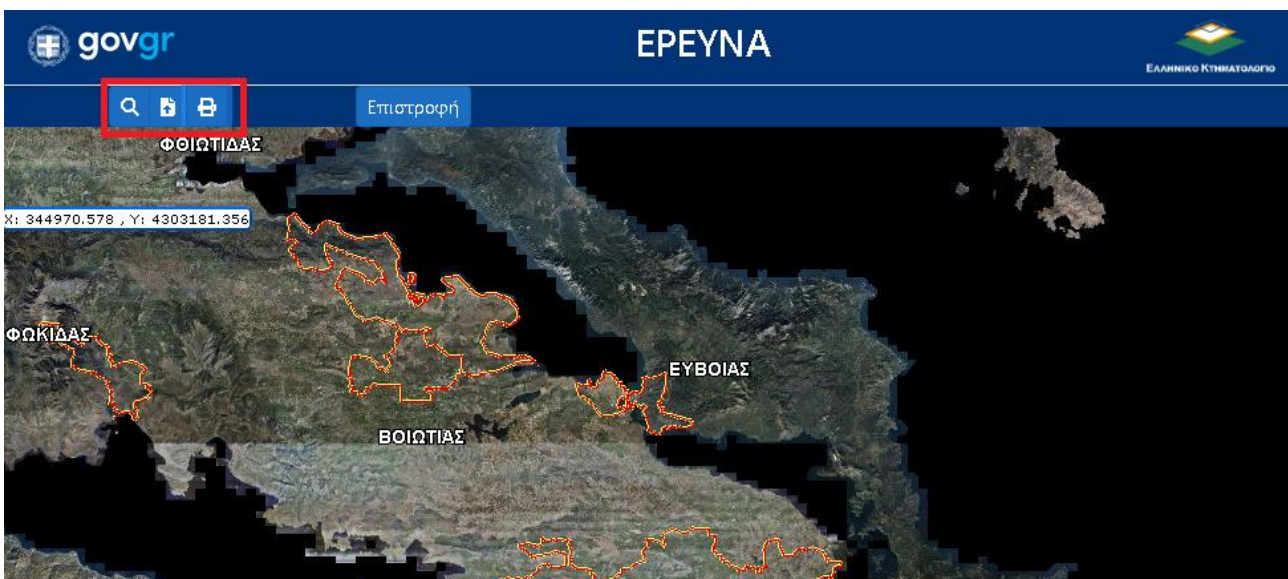 govgr
ΕΡΕΥΝΑ
ΕΛΛΗΝΙΚΟ ΚΤΗΜΑΤΟΛΟΓΙΟ
Επιστροφή
ΦΘΙΩΤΙΔΑΣ
X: 344970.578 , Y: 4303181.356
ΦΩΚΙΔΑΣ
ΕΥΒΟΙΑΣ
ΒΟΙΩΤΙΑΣ